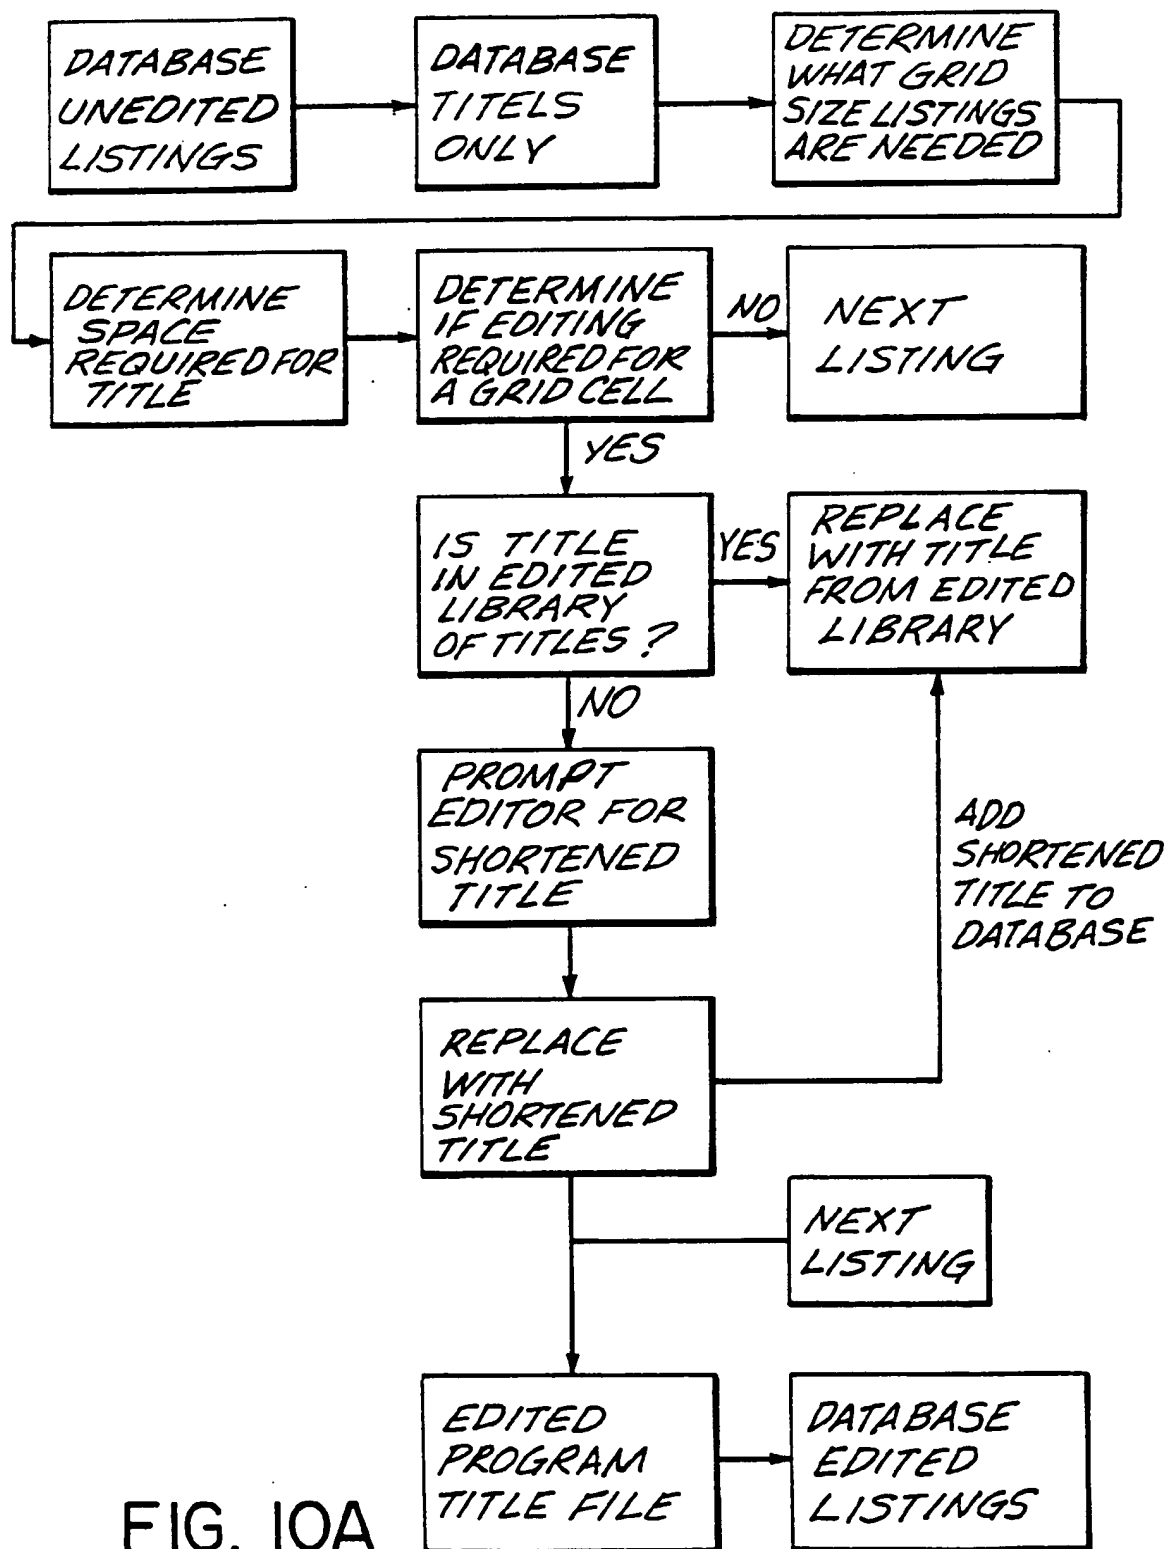 DATABASE
UNEDITED
LISTINGS
DATABASE
TITELS
ONLY
DETERMINE
WHAT GRID
SIZE LISTINGS
ARE NEEDED
DETERMINE
SPACE
REQUIRED FOR
TITLE
DETERMINE
IF EDITING
REQUIRED FOR
A GRID CELL
NO
NEXT
LISTING
YES
IS TITLE
IN EDITED
LIBRARY
OF TITLES?
YES
REPLACE
WITH TITLE
FROM EDITED
LIBRARY
NO
PROMPT
EDITOR FOR
SHORTENED
TITLE
ADD
SHORTENED
TITLE TO
DATABASE
REPLACE
WITH
SHORTENED
TITLE
NEXT
LISTING
EDITED
PROGRAM
TITLE FILE
DATABASE
EDITED
LISTINGS
FIG. 10A